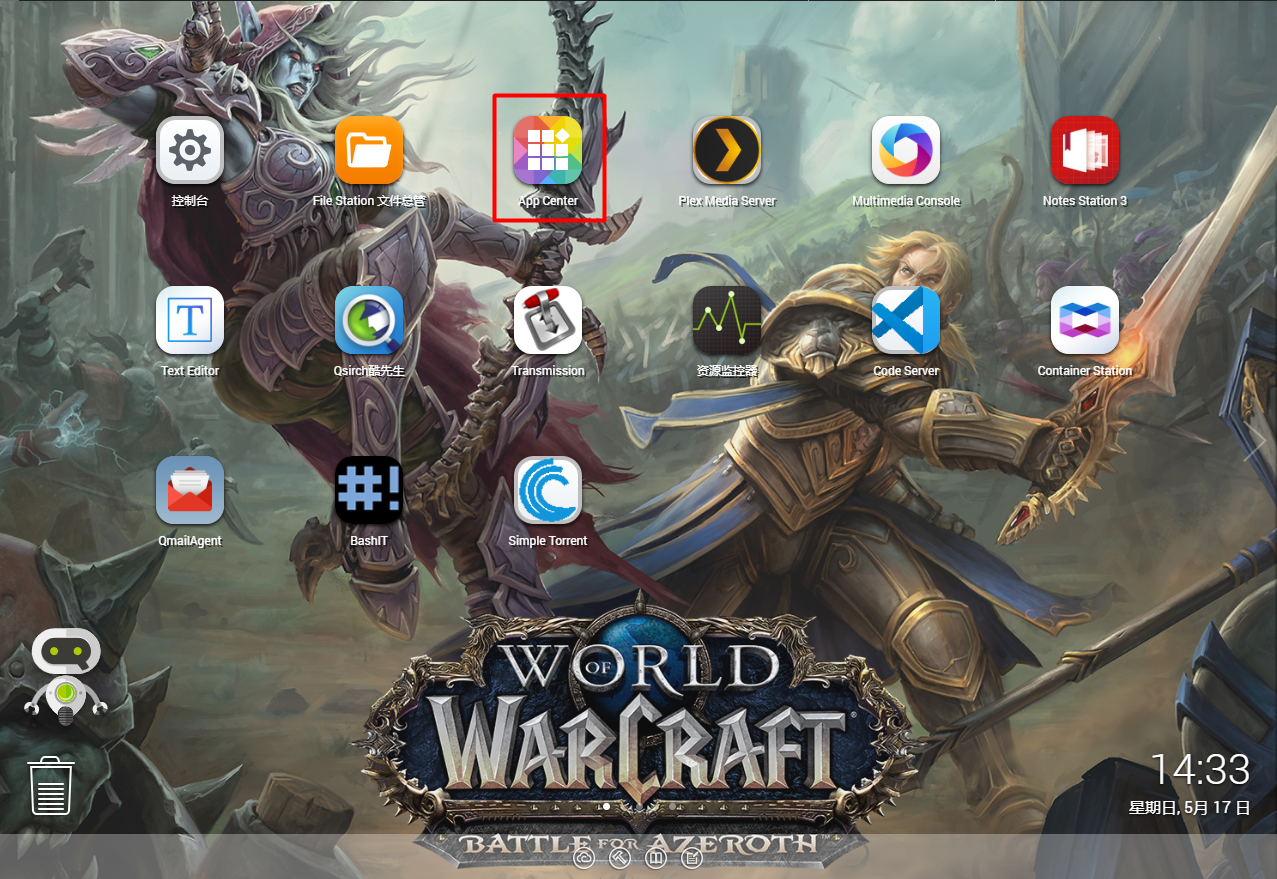 控制台
File Station 文件总管
App Center
Plex Media Server
Multimedia Console
Notes Station 3
Text Editor
Qsirch酷先生
Transmission
资源监控器
Code Server
Container Station
QmailAgent
BashIT
Simple Torrent
WORLD
OF
WARCRAFT
BATTLE FOR AZEROTH
14:33
星期日, 5月 17 日